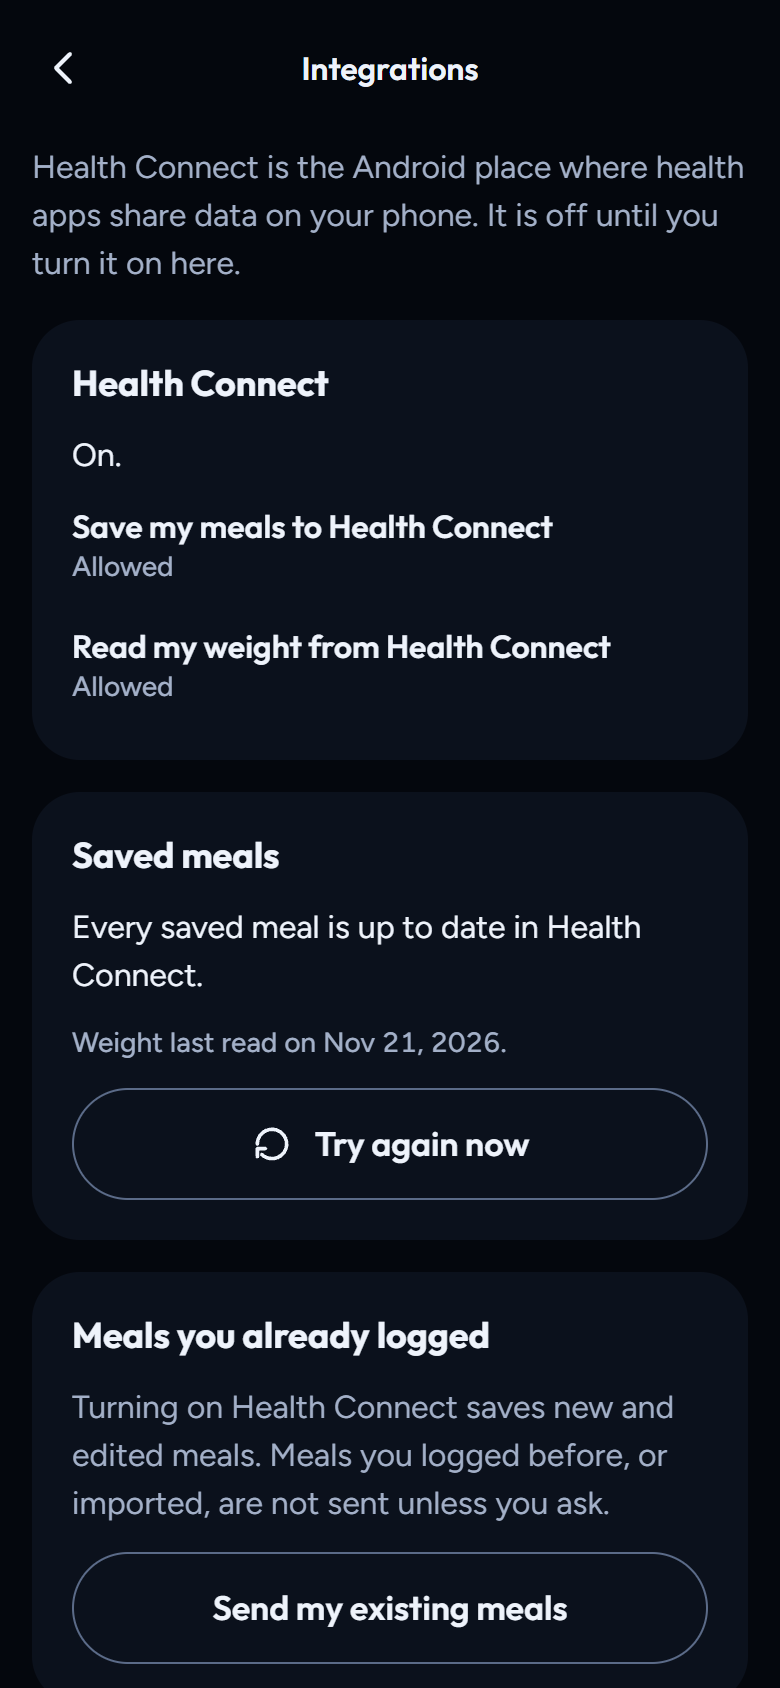 Integrations
Health Connect is the Android place where health
apps share data on your phone. It is off until you
turn it on here.
Health Connect
On.
Save my meals to Health Connect
Allowed
Read my weight from Health Connect
Allowed
Saved meals
Every saved meal is up to date in Health
Connect.
Weight last read on Nov 21, 2026.
Try again now
Meals you already logged
Turning on Health Connect saves new and
edited meals. Meals you logged before, or
imported, are not sent unless you ask.
Send my existing meals